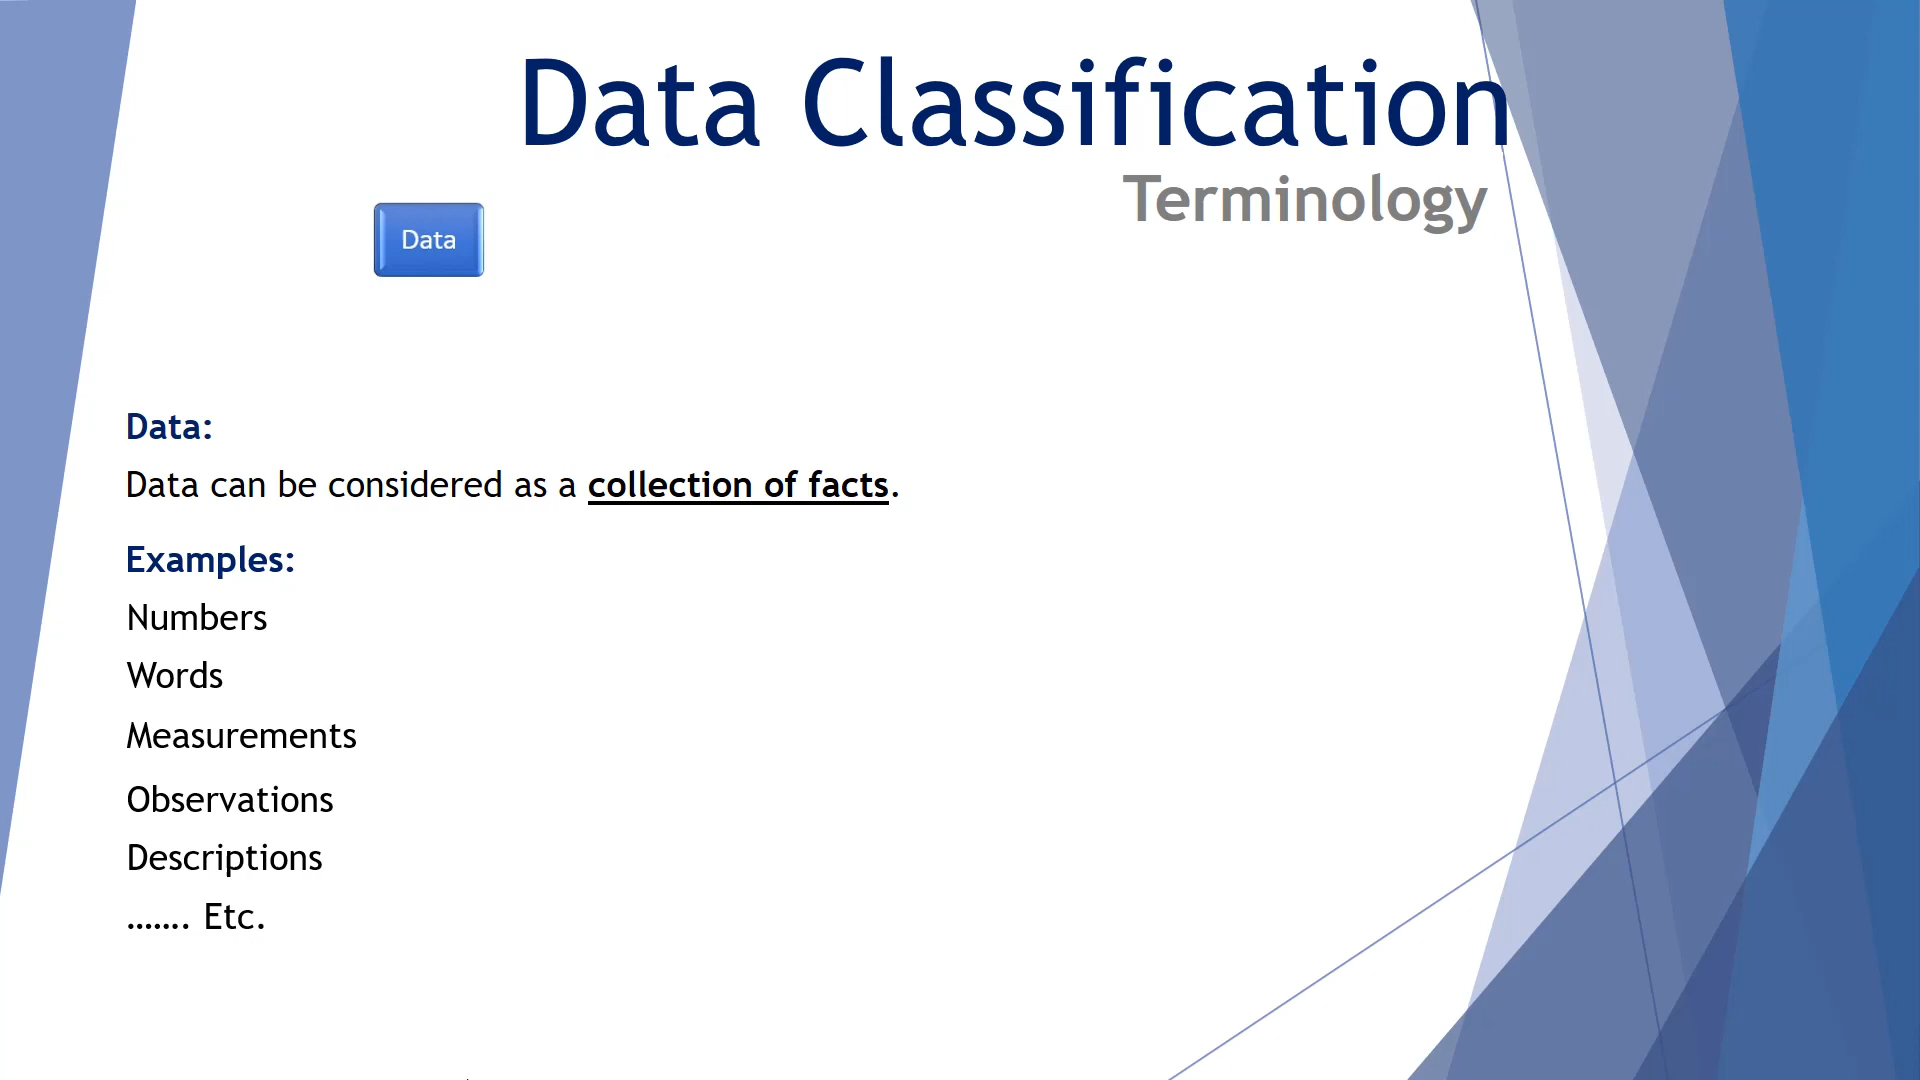 Data Classification
Terminology
Data
Data:
Data can be considered as a collection of facts.
Examples:
Numbers
Words
Measurements
Observations
Descriptions
....... Etc.